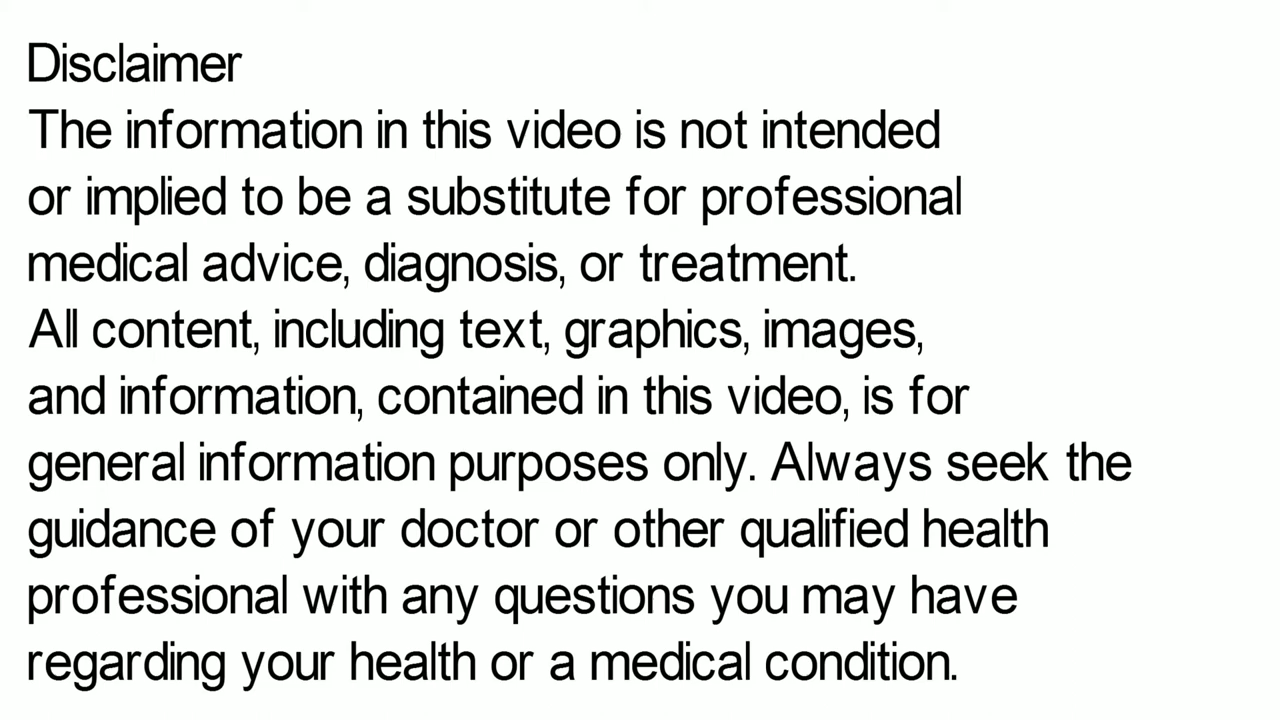 Disclaimer
The information in this video is not intended
or implied to be a substitute for professional
medical advice, diagnosis, or treatment.
All content, including text, graphics, images,
and information, contained in this video, is for
general information purposes only. Always seek the
guidance of your doctor or other qualified health
professional with any questions you may have
regarding your health or a medical condition.